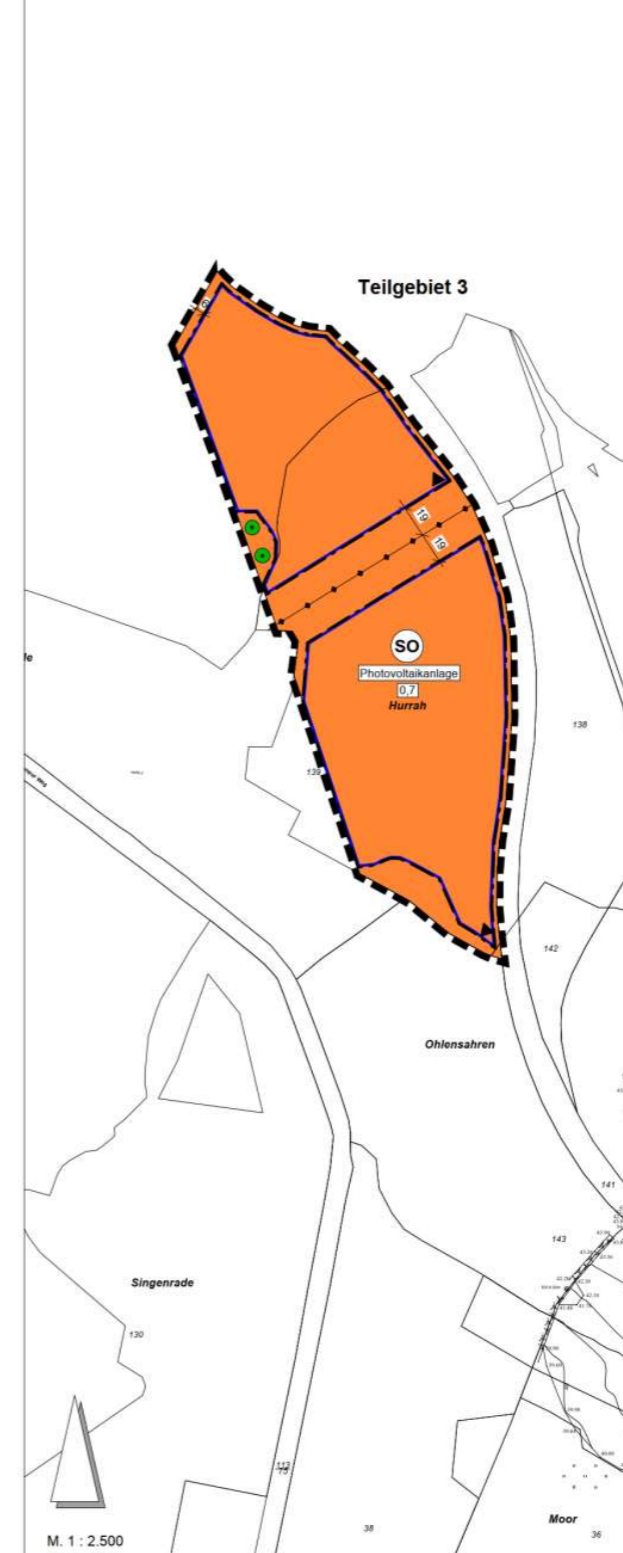 Teilgebiet 3
6
19
19
SO
Photovoltaikanlage
0,7
Hurrah
138
139
142
Ohlensahren
141
143
Singenrade
130
113
75
38
Moor
36
M. 1 : 2.500